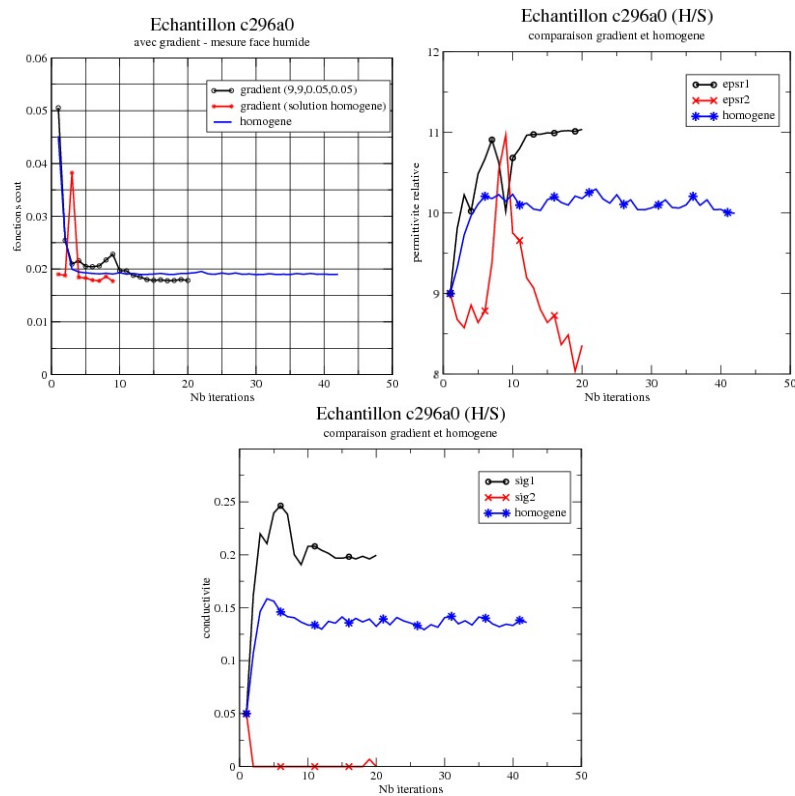 Echantillon c296a0
avec gradient - mesure face humide
0.06
0.05
0.04
0.03
0.02
0.01
0
fonctions cout
gradient (9,9,0.05,0.05)
gradient (solution homogene)
homogene
0 10 20 30 40 50
Nb iterations
Echantillon c296a0 (H/S)
comparaison gradient et homogene
12
11
10
9
8
permittivite relative
epsr1
epsr2
homogene
0 10 20 30 40 50
Nb iterations
Echantillon c296a0 (H/S)
comparaison gradient et homogene
0.25
0.2
0.15
0.1
0.05
0
conductivite
sig1
sig2
homogene
0 10 20 30 40 50
Nb iterations